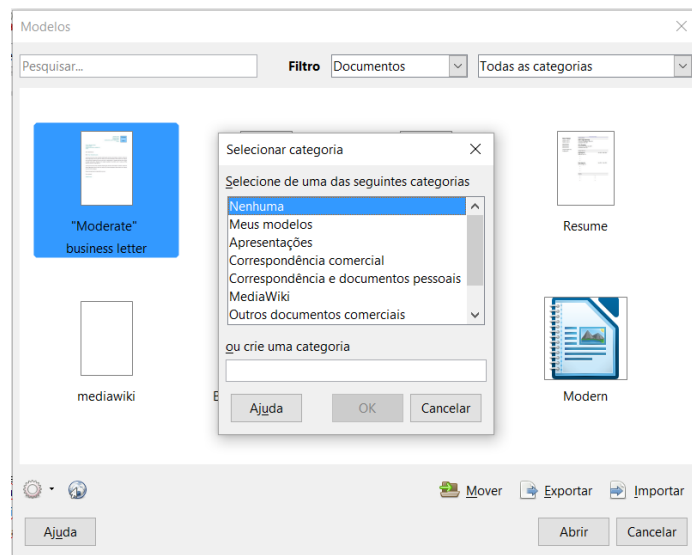 Modelos
Pesquisar...
Filtro
Documentos
Todas as categorias
Selecionar categoria
Selecione de uma das seguintes categorias
Nenhuma
Meus modelos
Apresentações
Correspondência comercial
Correspondência e documentos pessoais
MediaWiki
Outros documentos comerciais
ou crie uma categoria
Ajuda
OK
Cancelar
"Moderate"
business letter
Resume
mediawiki
Modern
Mover
Exportar
Importar
Ajuda
Abrir
Cancelar